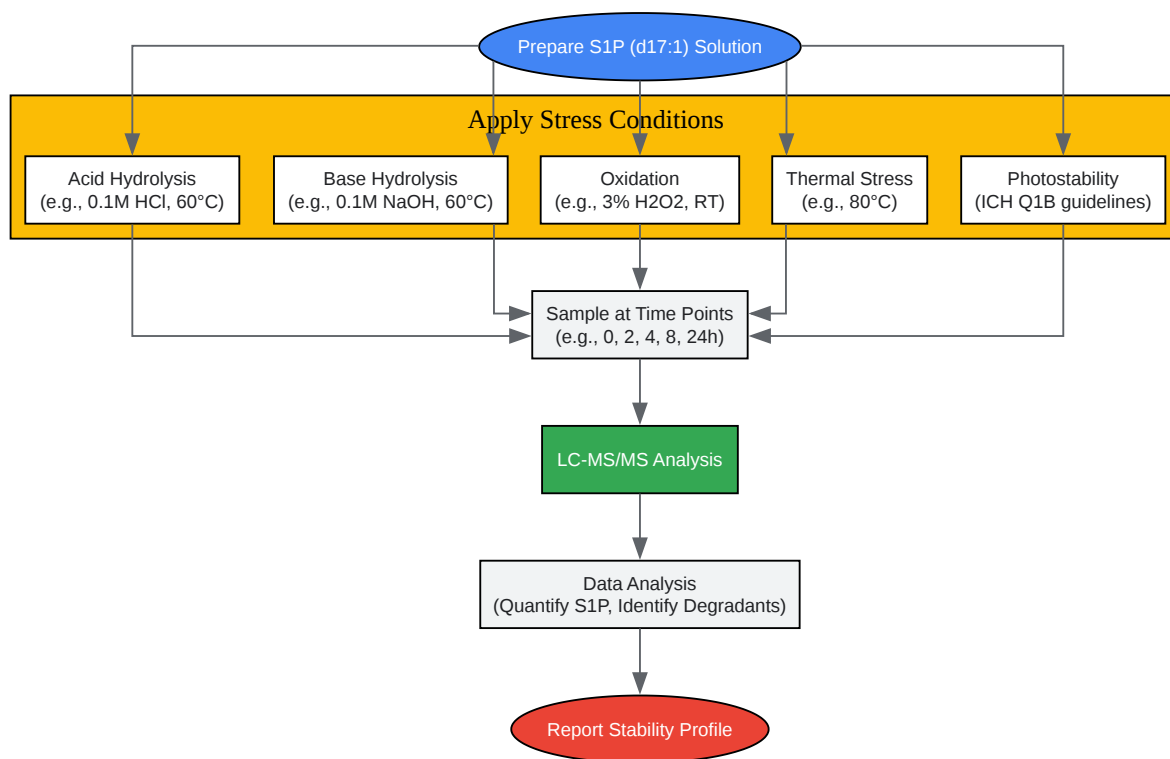 Prepare S1P (d17:1) Solution
Apply Stress Conditions
Acid Hydrolysis
(e.g., 0.1M HCl, 60°C)
Base Hydrolysis
(e.g., 0.1M NaOH, 60°C)
Oxidation
(e.g., 3% H2O2, RT)
Thermal Stress
(e.g., 80°C)
Photostability
(ICH Q1B guidelines)
Sample at Time Points
(e.g., 0, 2, 4, 8, 24h)
LC-MS/MS Analysis
Data Analysis
(Quantify S1P, Identify Degradants)
Report Stability Profile